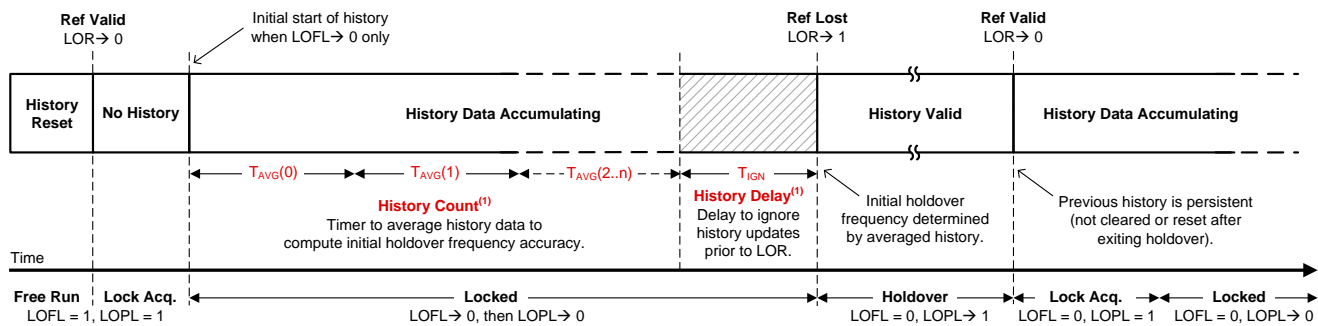 Ref Valid
LOR→ 0
Initial start of history
when LOFL→ 0 only
Ref Lost
LOR→ 1
Ref Valid
LOR→ 0
History
Reset
No History
History Data Accumulating
History Valid
History Data Accumulating
TAVG(0)
TAVG(1)
TAVG(2..n)
TIGN
History Count(1)
Timer to average history data to
compute initial holdover frequency accuracy.
History Delay(1)
Delay to ignore
history updates
prior to LOR.
Initial holdover
frequency determined
by averaged history.
Previous history is persistent
(not cleared or reset after
exiting holdover).
Time
Free Run
Lock Acq.
LOFL = 1, LOPL = 1
Locked
LOFL→ 0, then LOPL→ 0
Holdover
LOFL = 0, LOPL→ 1
Lock Acq.
LOFL = 0, LOPL = 1
Locked
LOFL = 0, LOPL→ 0